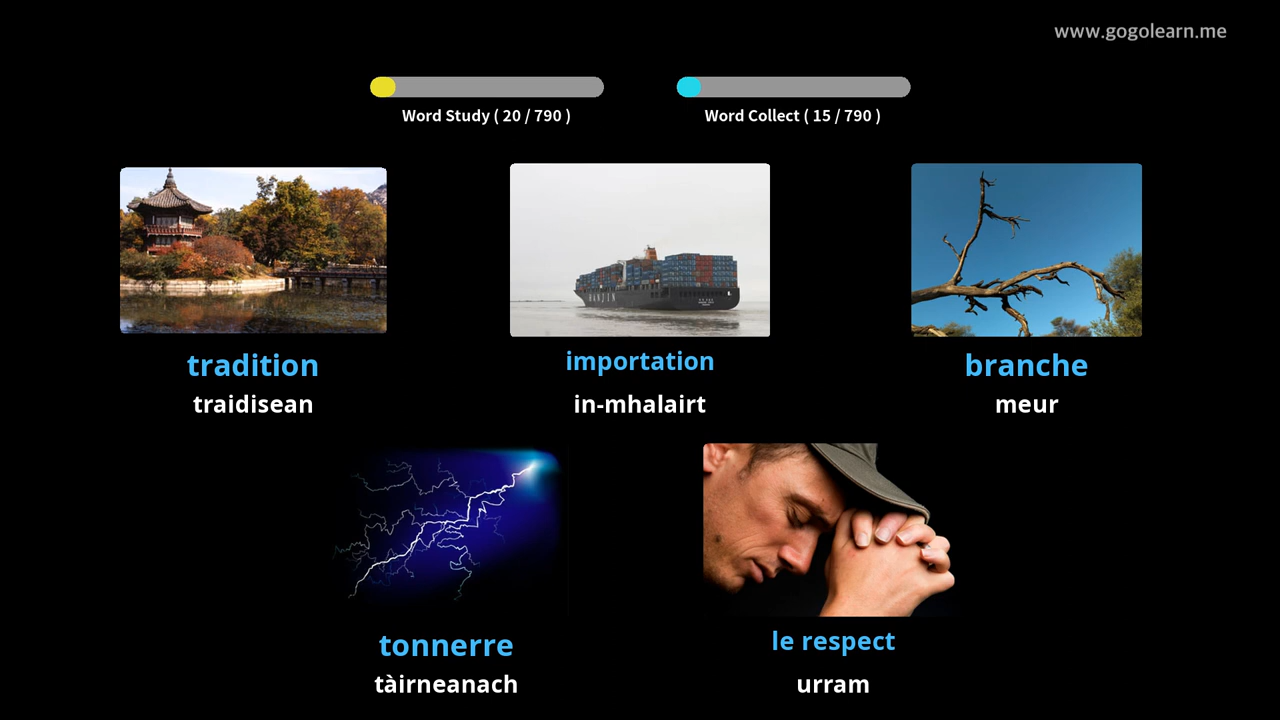 www.gogolearn.me
Word Study ( 20 / 790 )
Word Collect ( 15 / 790 )
tradition
traidisean
importation
in-mhalairt
branche
meur
HANJIN
tonnerre
tàirneanach
le respect
urram